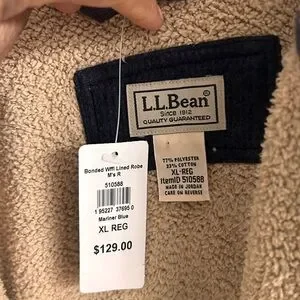 L.L.Bean
Since 1912
QUALITY GUARANTEED
77% POLYESTER
23% COTTON
XL-REG
ItemID 510588
MADE IN JORDAN
CARE ON REVERSE
Bonded Wffl Lined Robe
M's R
510588
1 95227 37695 0
Mariner Blue
XL REG
$129.00